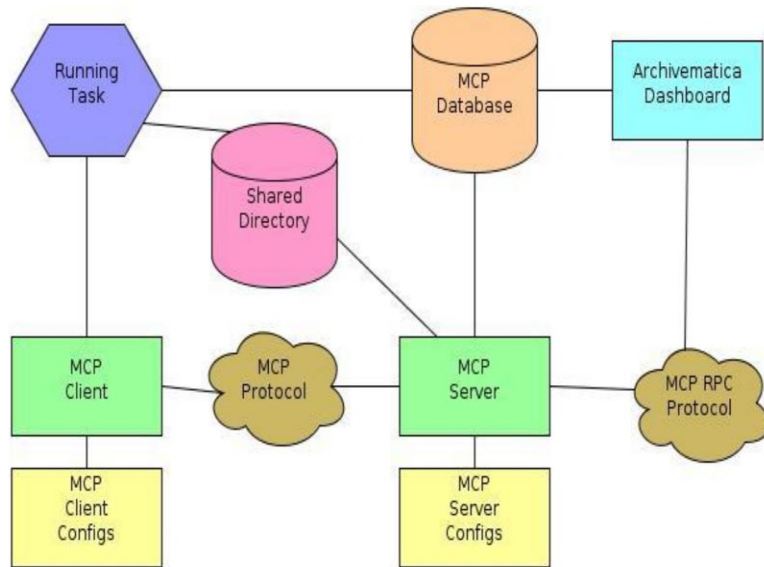 Running
Task
MCP
Database
Archivematica
Dashboard
Shared
Directory
MCP
Client
MCP
Protocol
MCP
Server
MCP RPC
Protocol
MCP
Client
Configs
MCP
Server
Configs